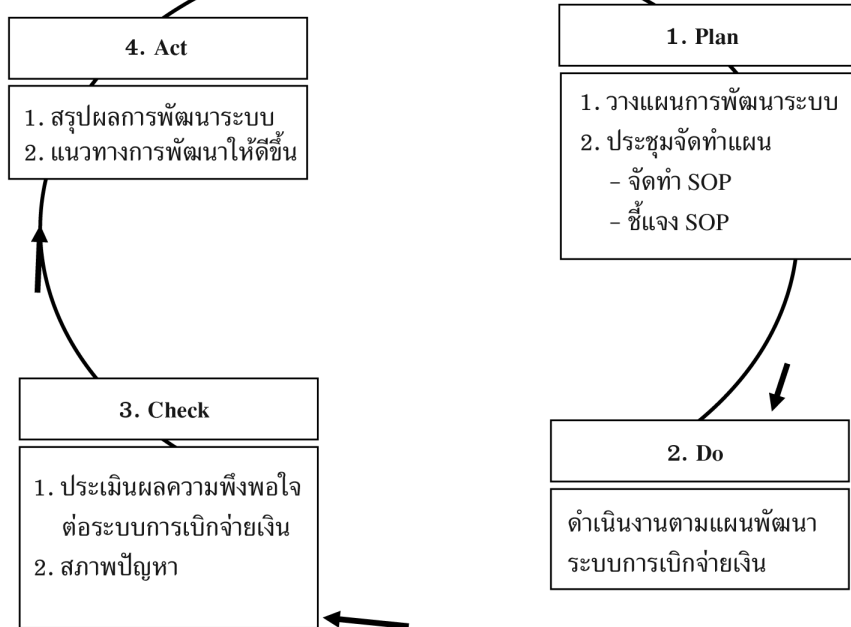 4. Act
1. สรุปผลการพัฒนาระบบ
2. แนวทางการพัฒนาให้ดีขึ้น
1. Plan
1. วางแผนการพัฒนาระบบ
2. ประชุมจัดทำแผน
- จัดทำ SOP
- ชี้แจง SOP
3. Check
1. ประเมินผลความพึงพอใจ
ต่อระบบการเบิกจ่ายเงิน
2. สภาพปัญหา
2. Do
ดำเนินงานตามแผนพัฒนา
ระบบการเบิกจ่ายเงิน